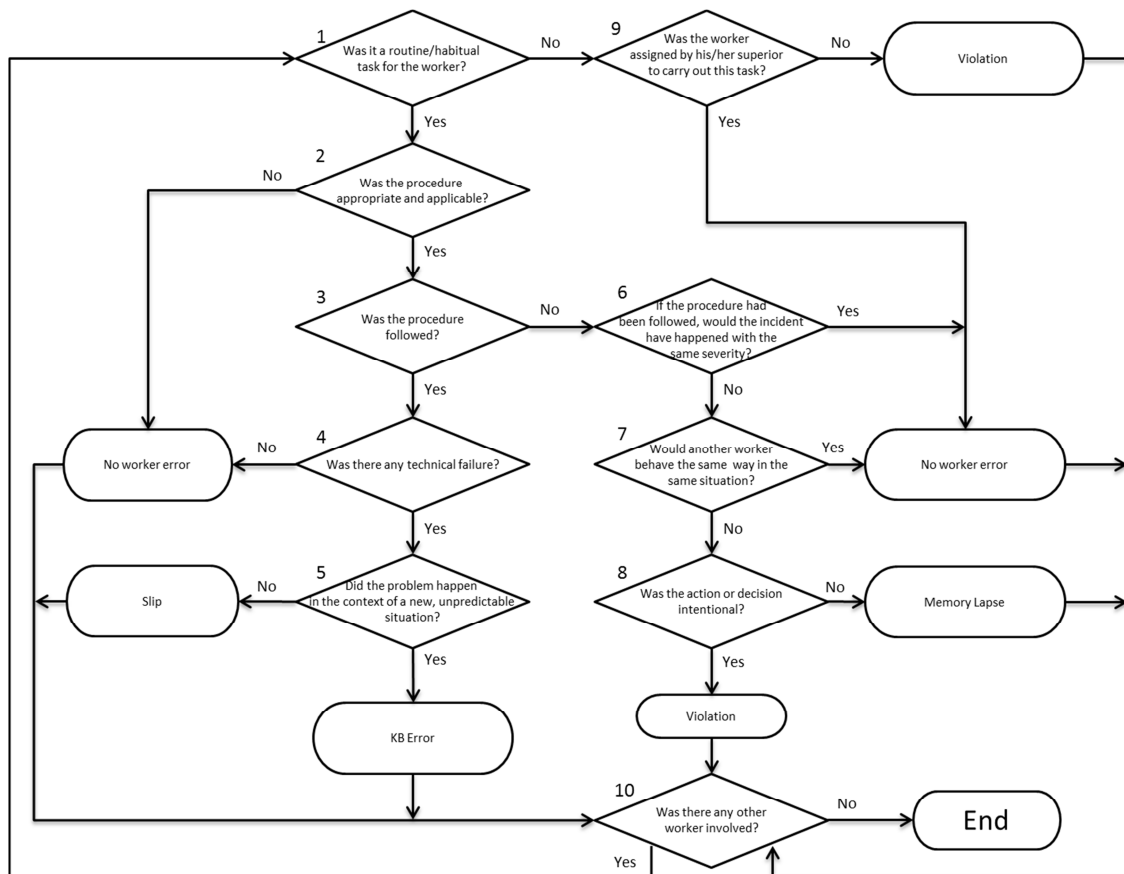 1
Was it a routine/habitual
task for the worker?
No
9
Was the worker
assigned by his/her superior
to carry out this task?
No
Violation
Yes
Yes
2
No
Was the procedure
appropriate and applicable?
Yes
3
Was the procedure
followed?
No
6
If the procedure had
been followed, would the incident
have happened with the
same severity?
Yes
Yes
No
4
No
Was there any technical failure?
No worker error
7
Would another worker
behave the same way in the
same situation?
Yes
No worker error
Yes
No
5
No
Did the problem happen
in the context of a new, unpredictable
situation?
Slip
8
Was the action or decision
intentional?
No
Memory Lapse
Yes
Yes
KB Error
Violation
10
Was there any other
worker involved?
No
End
Yes